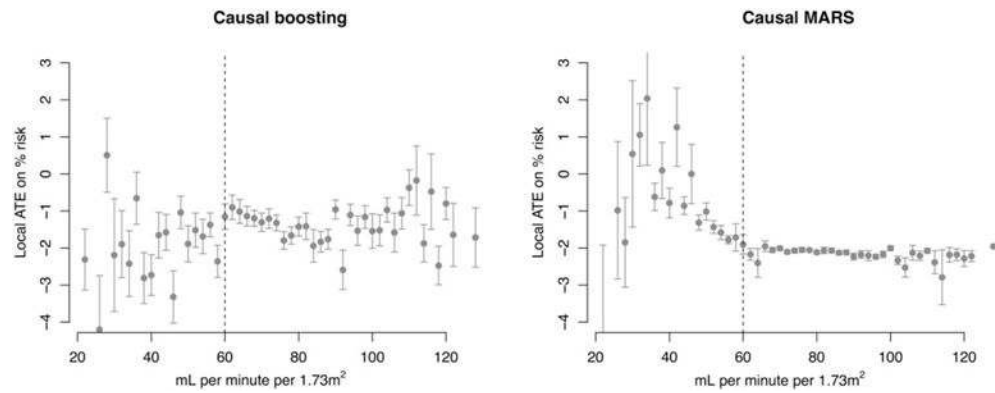 Causal boosting
Local ATE on % risk
3
2
1
0
−1
−2
−3
−4
20 40 60 80 100 120
mL per minute per 1.73m²
Causal MARS
Local ATE on % risk
3
2
1
0
−1
−2
−3
−4
20 40 60 80 100 120
mL per minute per 1.73m²